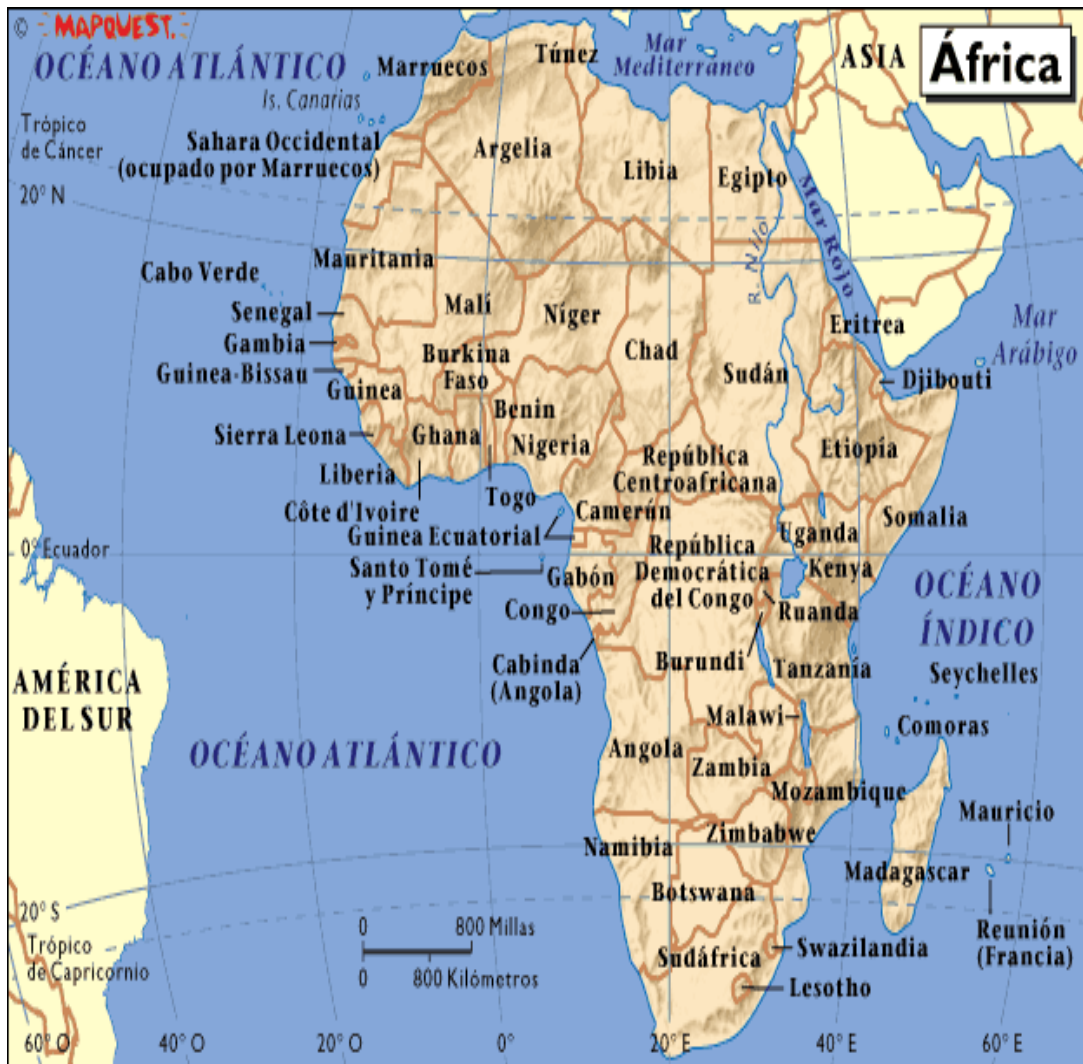 © MAPQUEST.
África
OCÉANO ATLÁNTICO
Is. Canarias
Marruecos
Túnez
Mar
Mediterráneo
ASIA
Trópico
de Cáncer
20° N
Sahara Occidental
(ocupado por Marruecos)
Argelia
Libia
Egipto
Mar Rojo
R. Nilo
Cabo Verde
Mauritania
Malí
Níger
Chad
Sudán
Eritrea
Mar
Arábigo
Senegal
Gambia
Guinea-Bissau
Guinea
Burkina
Faso
Benin
Djibouti
Sierra Leona
Ghana
Nigeria
Etiopía
Liberia
Togo
República
Centroafricana
Côte d'Ivoire
Camerún
Somalia
Guinea Ecuatorial
Uganda
0° Ecuador
Santo Tomé
y Príncipe
Gabón
República
Democrática
del Congo
Kenya
OCÉANO
ÍNDICO
Congo
Ruanda
Burundi
Tanzanía
Seychelles
Cabinda
(Angola)
AMÉRICA
DEL SUR
OCÉANO ATLÁNTICO
Malawi
Comoras
Angola
Zambia
Mozambique
Mauricio
Namibia
Zimbabwe
Madagascar
Botswana
20° S
Trópico
de Capricornio
0 800 Millas
0 800 Kilómetros
Sudáfrica
Swazilandia
Reunión
(Francia)
Lesotho
60° O
40° O
20° O
0°
20° E
40° E
60° E